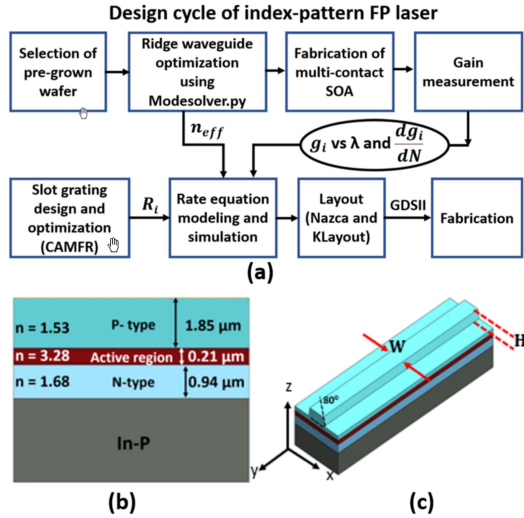 Design cycle of index-pattern FP laser
Selection of
pre-grown
wafer
Ridge waveguide
optimization
using
Modesolver.py
Fabrication of
multi-contact
SOA
Gain
measurement
n_eff
g_i vs λ and dg_i/dN
Slot grating
design and
optimization
(CAMFR)
R_i
Rate equation
modeling and
simulation
Layout
(Nazca and
KLayout)
GDSII
Fabrication
(a)
n = 1.53
P- type
1.85 μm
n = 3.28
Active region
0.21 μm
n = 1.68
N-type
0.94 μm
In-P
(b)
W
H
80⁰
z
y
x
(c)